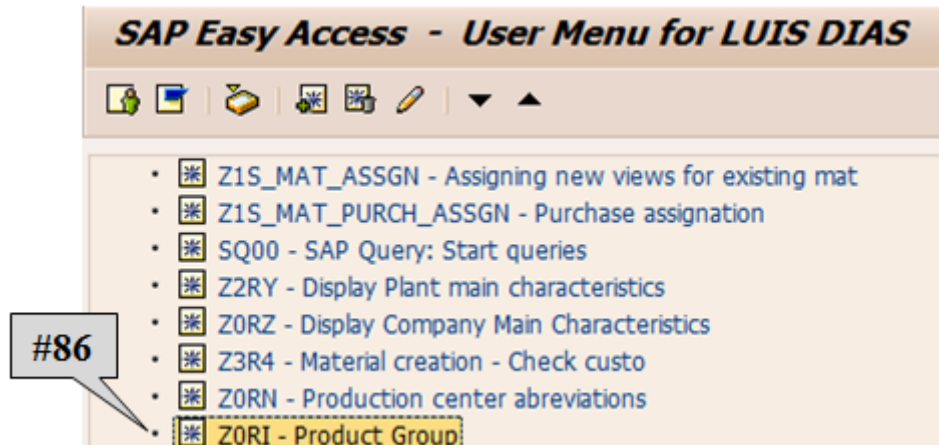 SAP Easy Access - User Menu for LUIS DIAS
Z1S_MAT_ASSGN - Assigning new views for existing mat
Z1S_MAT_PURCH_ASSGN - Purchase assignation
SQ00 - SAP Query: Start queries
Z2RY - Display Plant main characteristics
Z0RZ - Display Company Main Characteristics
#86
Z3R4 - Material creation - Check custo
Z0RN - Production center abreviations
Z0RI - Product Group